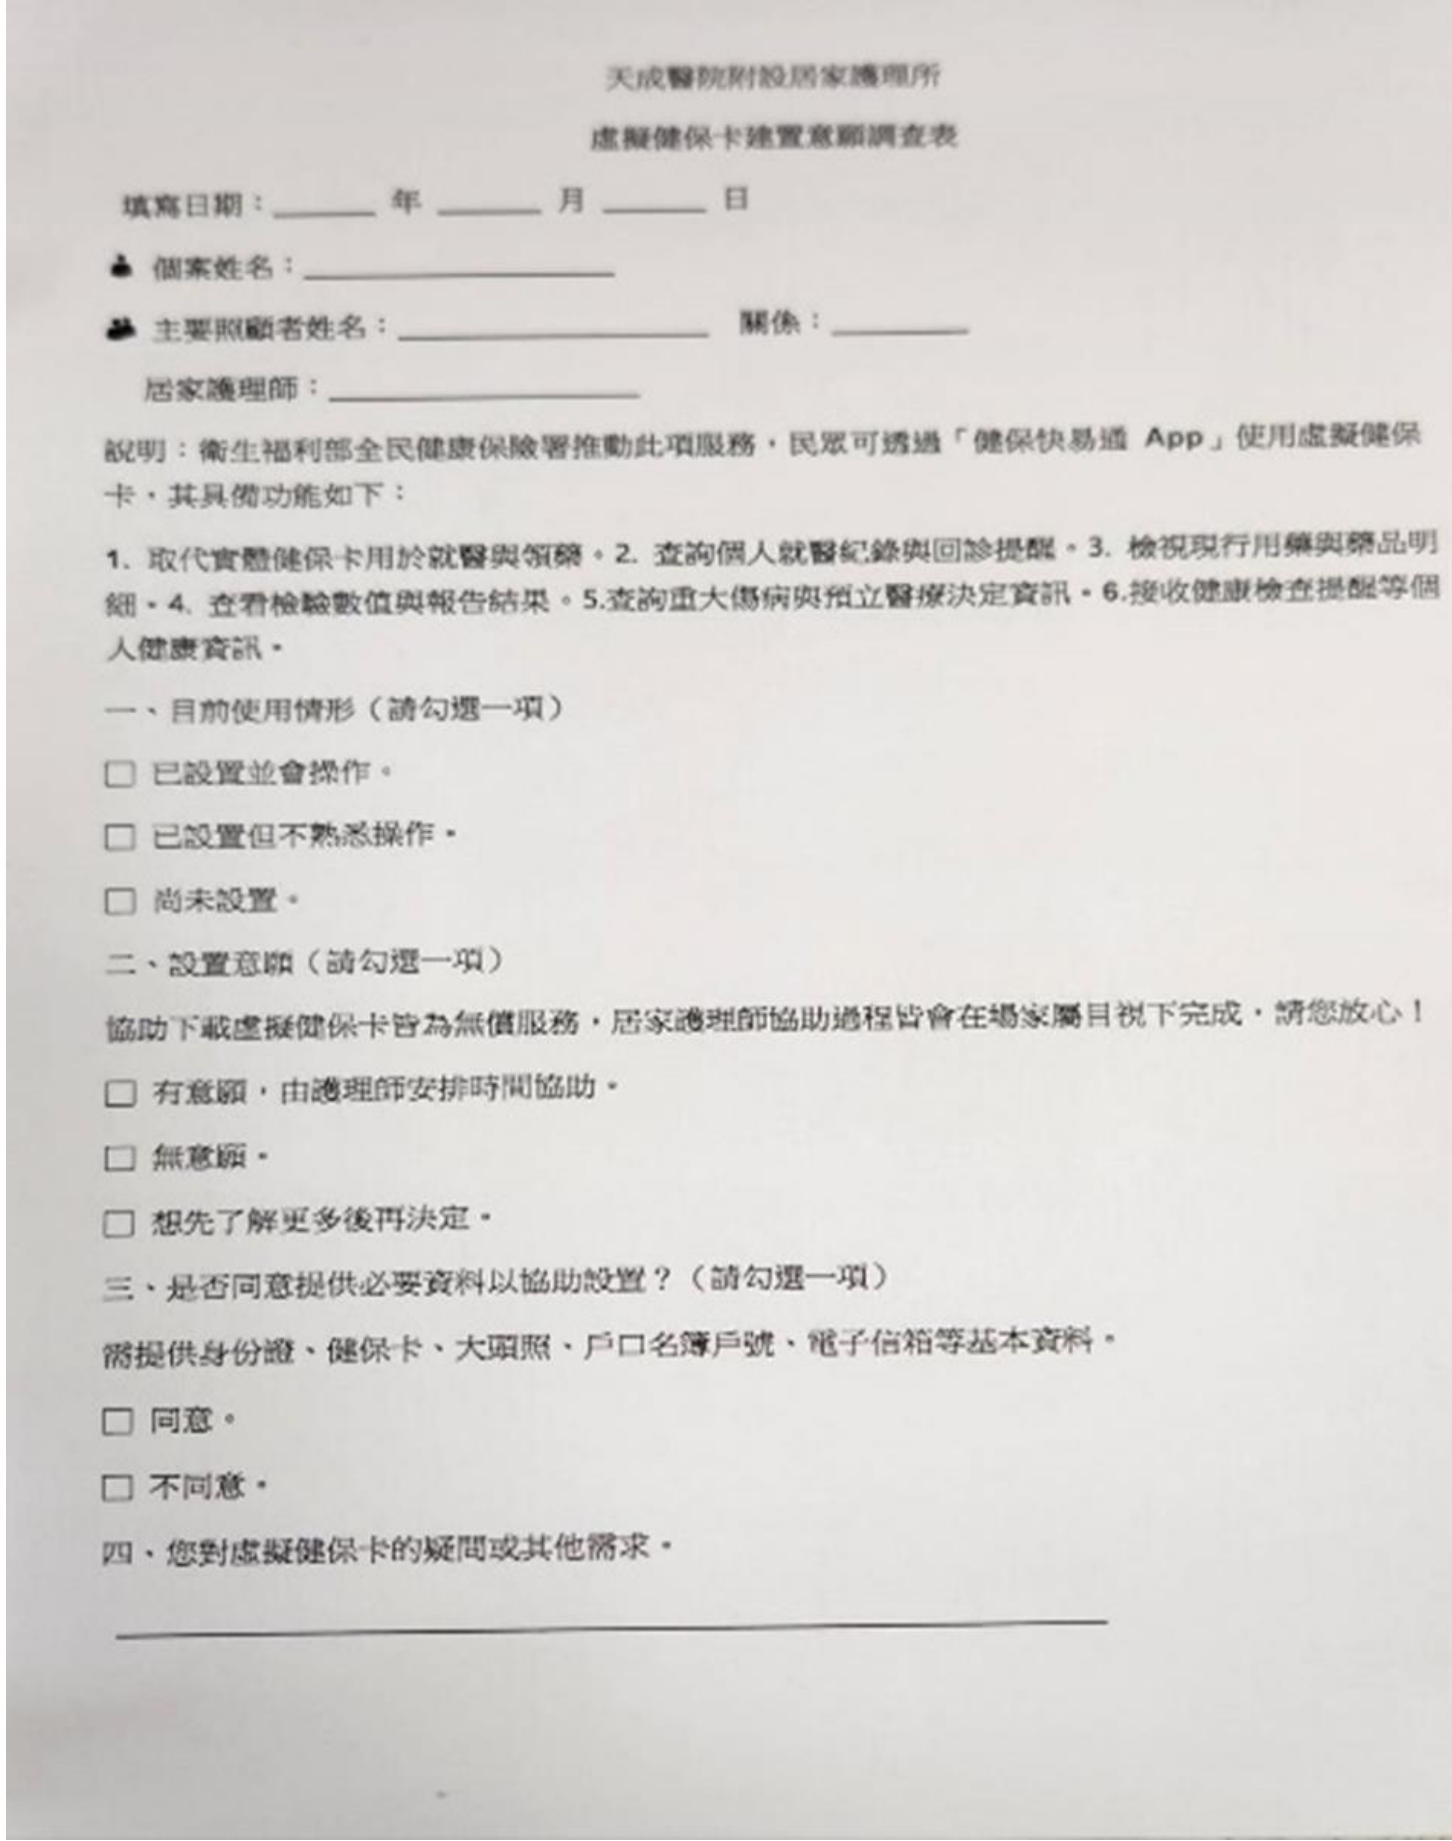 天成醫院附設居家護理所
虛擬健保卡建置意願調查表
填寫日期：______ 年 ______ 月 ______ 日
個案姓名：
主要照顧者姓名： 關係：
居家護理師：
說明：衛生福利部全民健康保險署推動此項服務，民眾可透過「健保快易通 App」使用虛擬健保
卡，其具備功能如下：
1. 取代實體健保卡用於就醫與領藥。2. 查詢個人就醫紀錄與回診提醒。3. 檢視現行用藥與藥品明
細。4. 查看檢驗數值與報告結果。5.查詢重大傷病與預立醫療決定資訊。6.接收健康檢查提醒等個
人健康資訊。
一、目前使用情形（請勾選一項）
□ 已設置並會操作。
□ 已設置但不熟悉操作。
□ 尚未設置。
二、設置意願（請勾選一項）
協助下載虛擬健保卡皆為無償服務，居家護理師協助過程皆會在場家屬目視下完成，請您放心！
□ 有意願，由護理師安排時間協助。
□ 無意願。
□ 想先了解更多後再決定。
三、是否同意提供必要資料以協助設置？（請勾選一項）
需提供身份證、健保卡、大頭照、戶口名簿戶號、電子信箱等基本資料。
□ 同意。
□ 不同意。
四、您對虛擬健保卡的疑問或其他需求。